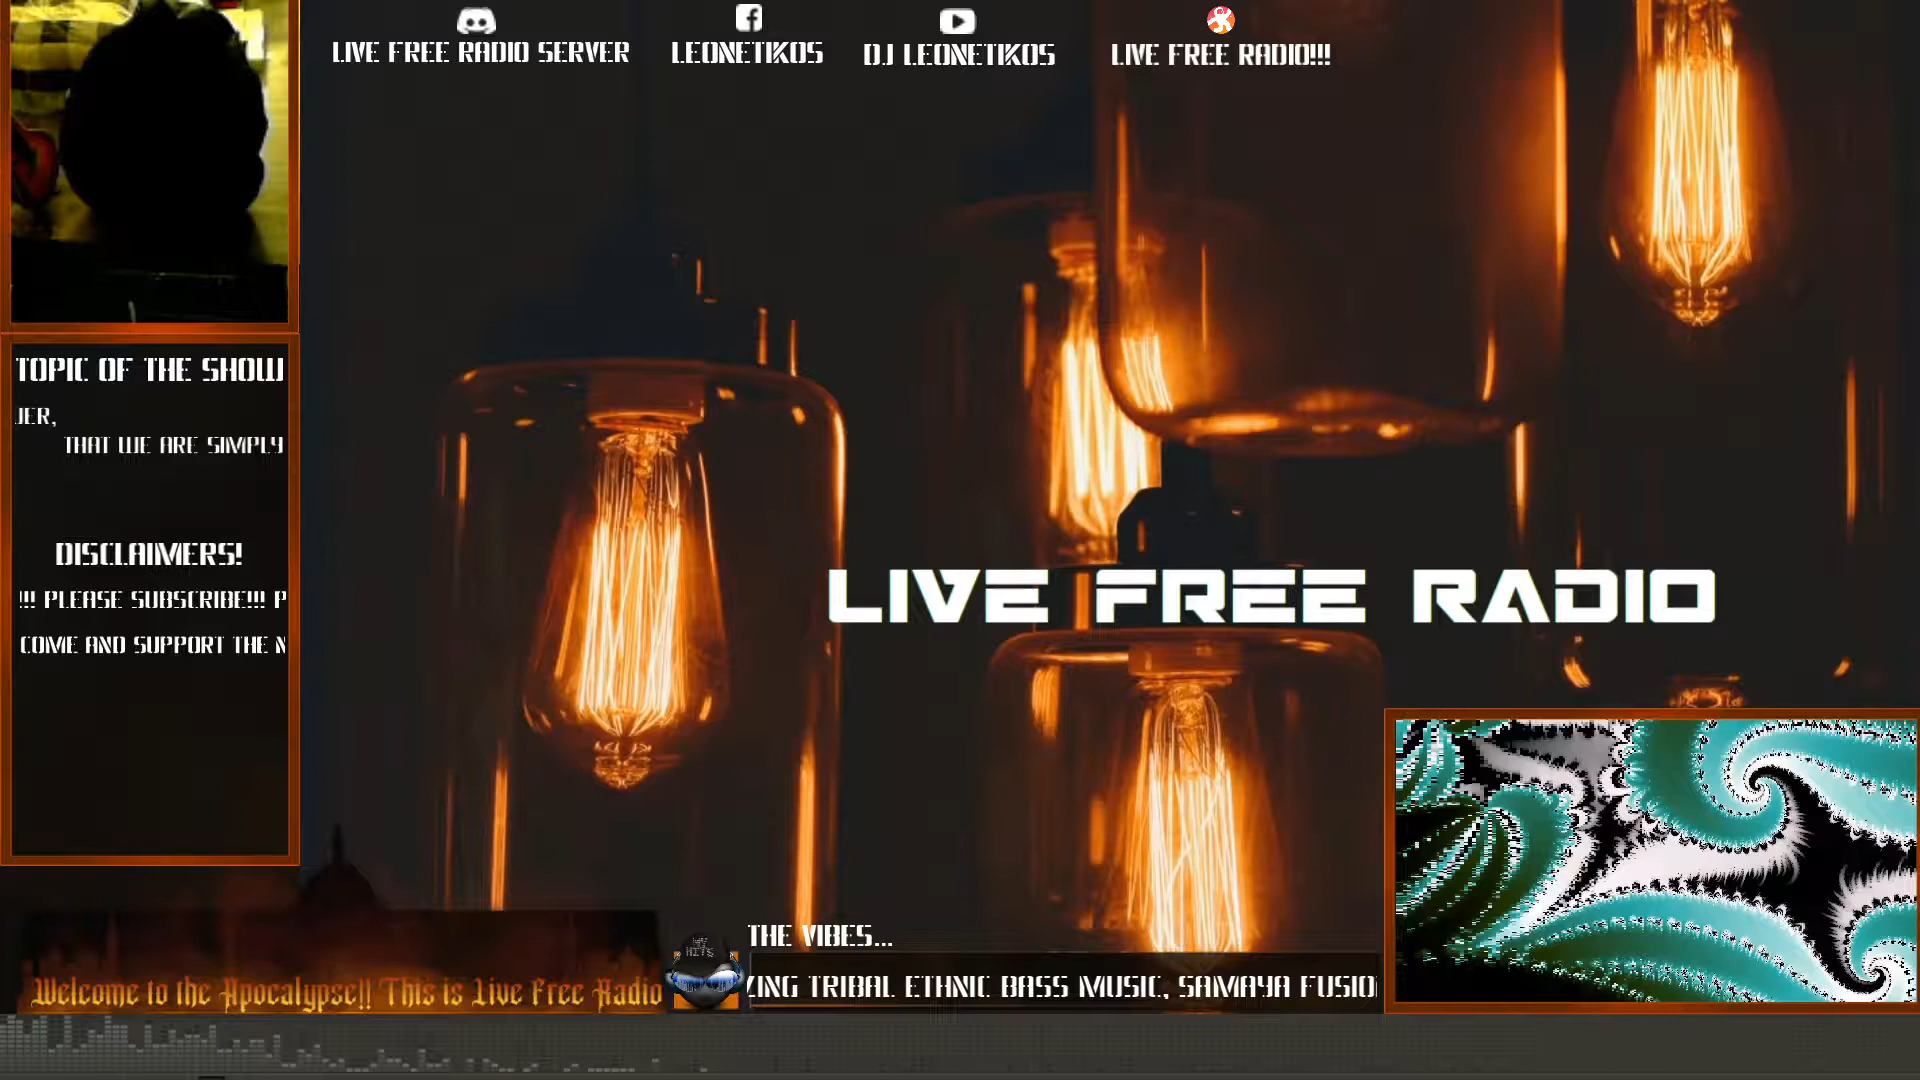 LIVE FREE RADIO SERVER
LEONETIKOS
DJ LEONETIKOS
LIVE FREE RADIO!!!
TOPIC OF THE SHOW
THAT WE ARE SIMPLY
DISCLAIMERS!
!!! PLEASE SUBSCRIBE!!! P
COME AND SUPPORT THE
LIVE FREE RADIO
THE VIBES...
ZING TRIBAL ETHNIC BASS MUSIC, SAMAYA FUSIO
Welcome to the Apocalypse!! This is Live Free Radio